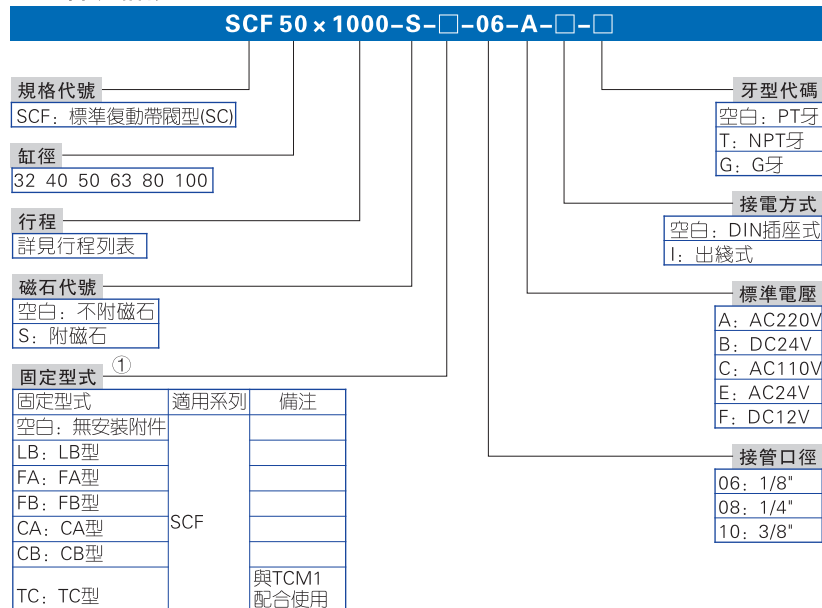 SCF 50 × 1000-S-□-06-A-□-□
規格代號
SCF：標準復動帶閥型(SC)
缸徑
32 40 50 63 80 100
行程
詳見行程列表
磁石代號
空白：不附磁石
S：附磁石
固定型式 ①
固定型式 適用系列 備注
空白：無安裝附件
LB：LB型
FA：FA型
FB：FB型
CA：CA型
CB：CB型
SCF
TC：TC型
與TCM1
配合使用
牙型代碼
空白：PT牙
T：NPT牙
G：G牙
接電方式
空白：DIN插座式
I：出綫式
標準電壓
A：AC220V
B：DC24V
C：AC110V
E：AC24V
F：DC12V
接管口徑
06：1/8"
08：1/4"
10：3/8"